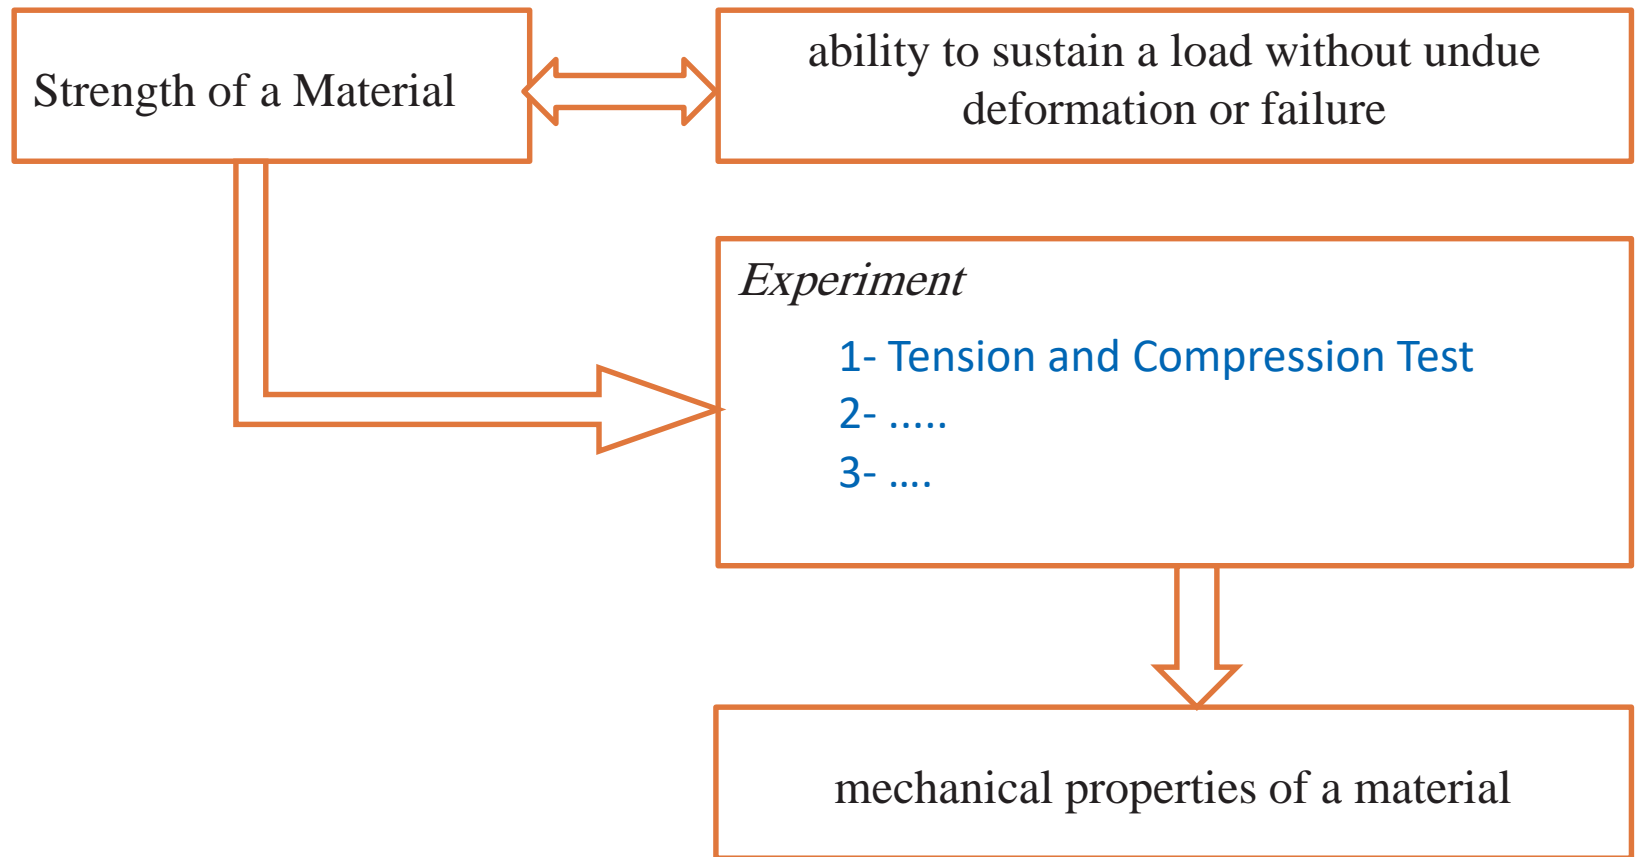 Strength of a Material
ability to sustain a load without undue
deformation or failure
Experiment
1- Tension and Compression Test
2- .....
3- ....
mechanical properties of a material